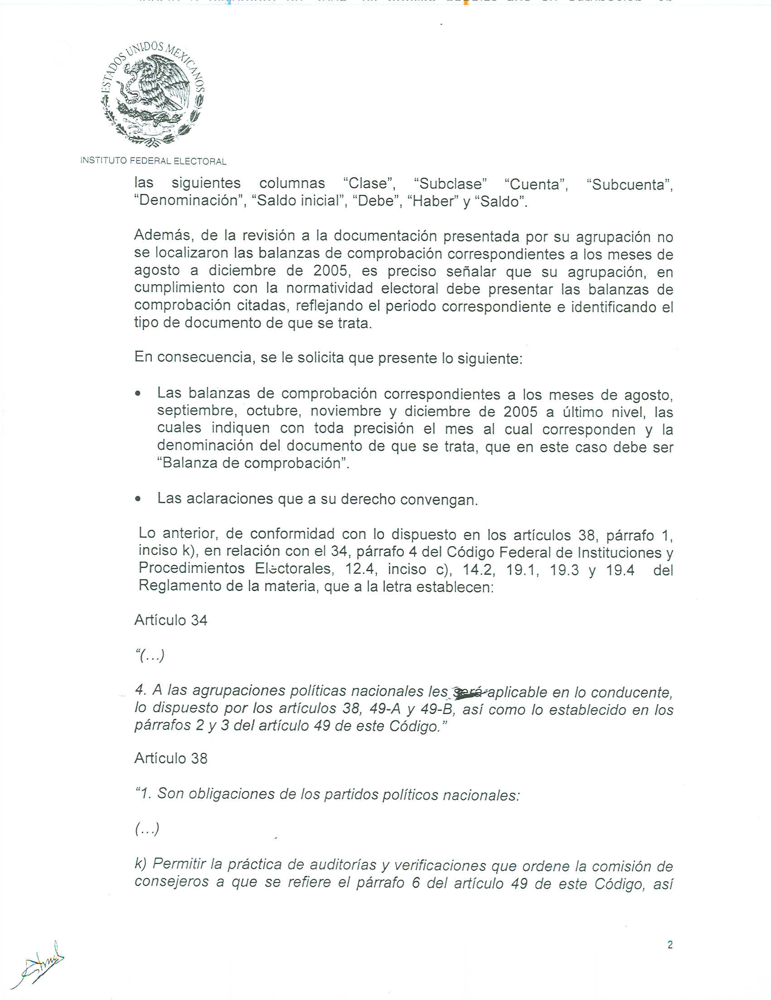 ESTADOS UNIDOS MEXICANOS
INSTITUTO FEDERAL ELECTORAL
las siguientes columnas “Clase”, “Subclase” “Cuenta”, “Subcuenta”,
“Denominación”, “Saldo inicial”, “Debe”, “Haber” y “Saldo”.
Además, de la revisión a la documentación presentada por su agrupación no
se localizaron las balanzas de comprobación correspondientes a los meses de
agosto a diciembre de 2005, es preciso señalar que su agrupación, en
cumplimiento con la normatividad electoral debe presentar las balanzas de
comprobación citadas, reflejando el periodo correspondiente e identificando el
tipo de documento de que se trata.
En consecuencia, se le solicita que presente lo siguiente:
• Las balanzas de comprobación correspondientes a los meses de agosto,
septiembre, octubre, noviembre y diciembre de 2005 a último nivel, las
cuales indiquen con toda precisión el mes al cual corresponden y la
denominación del documento de que se trata, que en este caso debe ser
“Balanza de comprobación”.
• Las aclaraciones que a su derecho convengan.
Lo anterior, de conformidad con lo dispuesto en los artículos 38, párrafo 1,
inciso k), en relación con el 34, párrafo 4 del Código Federal de Instituciones y
Procedimientos Electorales, 12.4, inciso c), 14.2, 19.1, 19.3 y 19.4 del
Reglamento de la materia, que a la letra establecen:
Artículo 34
“(...)
4. A las agrupaciones políticas nacionales les será aplicable en lo conducente,
lo dispuesto por los artículos 38, 49-A y 49-B, así como lo establecido en los
párrafos 2 y 3 del artículo 49 de este Código.”
Artículo 38
“1. Son obligaciones de los partidos políticos nacionales:
(...)
k) Permitir la práctica de auditorías y verificaciones que ordene la comisión de
consejeros a que se refiere el párrafo 6 del artículo 49 de este Código, así
2